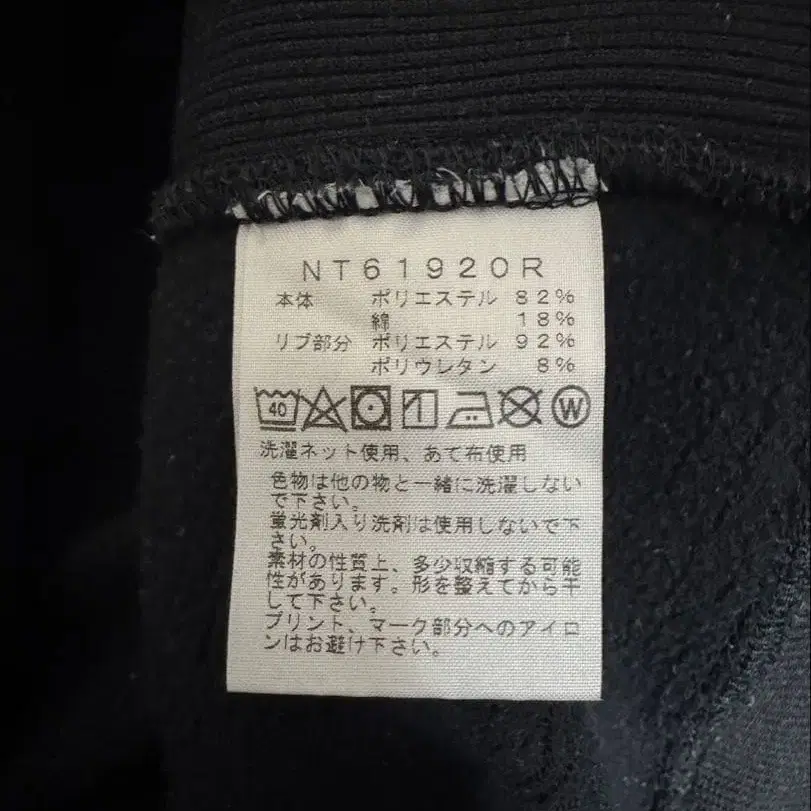 NT61920R
本体 ポリエステル 82%
綿 18%
リブ部分 ポリエステル 92%
ポリウレタン 8%
40 W
洗濯ネット使用、あて布使用
色物は他の物と一緒に洗濯しない
で下さい。
蛍光剤入り洗剤は使用しないで下
さい。
素材の性質上、多少収縮する可能
性があります。形を整えてから干
して下さい。
プリント、マーク部分へのアイロ
ンはお避け下さい。